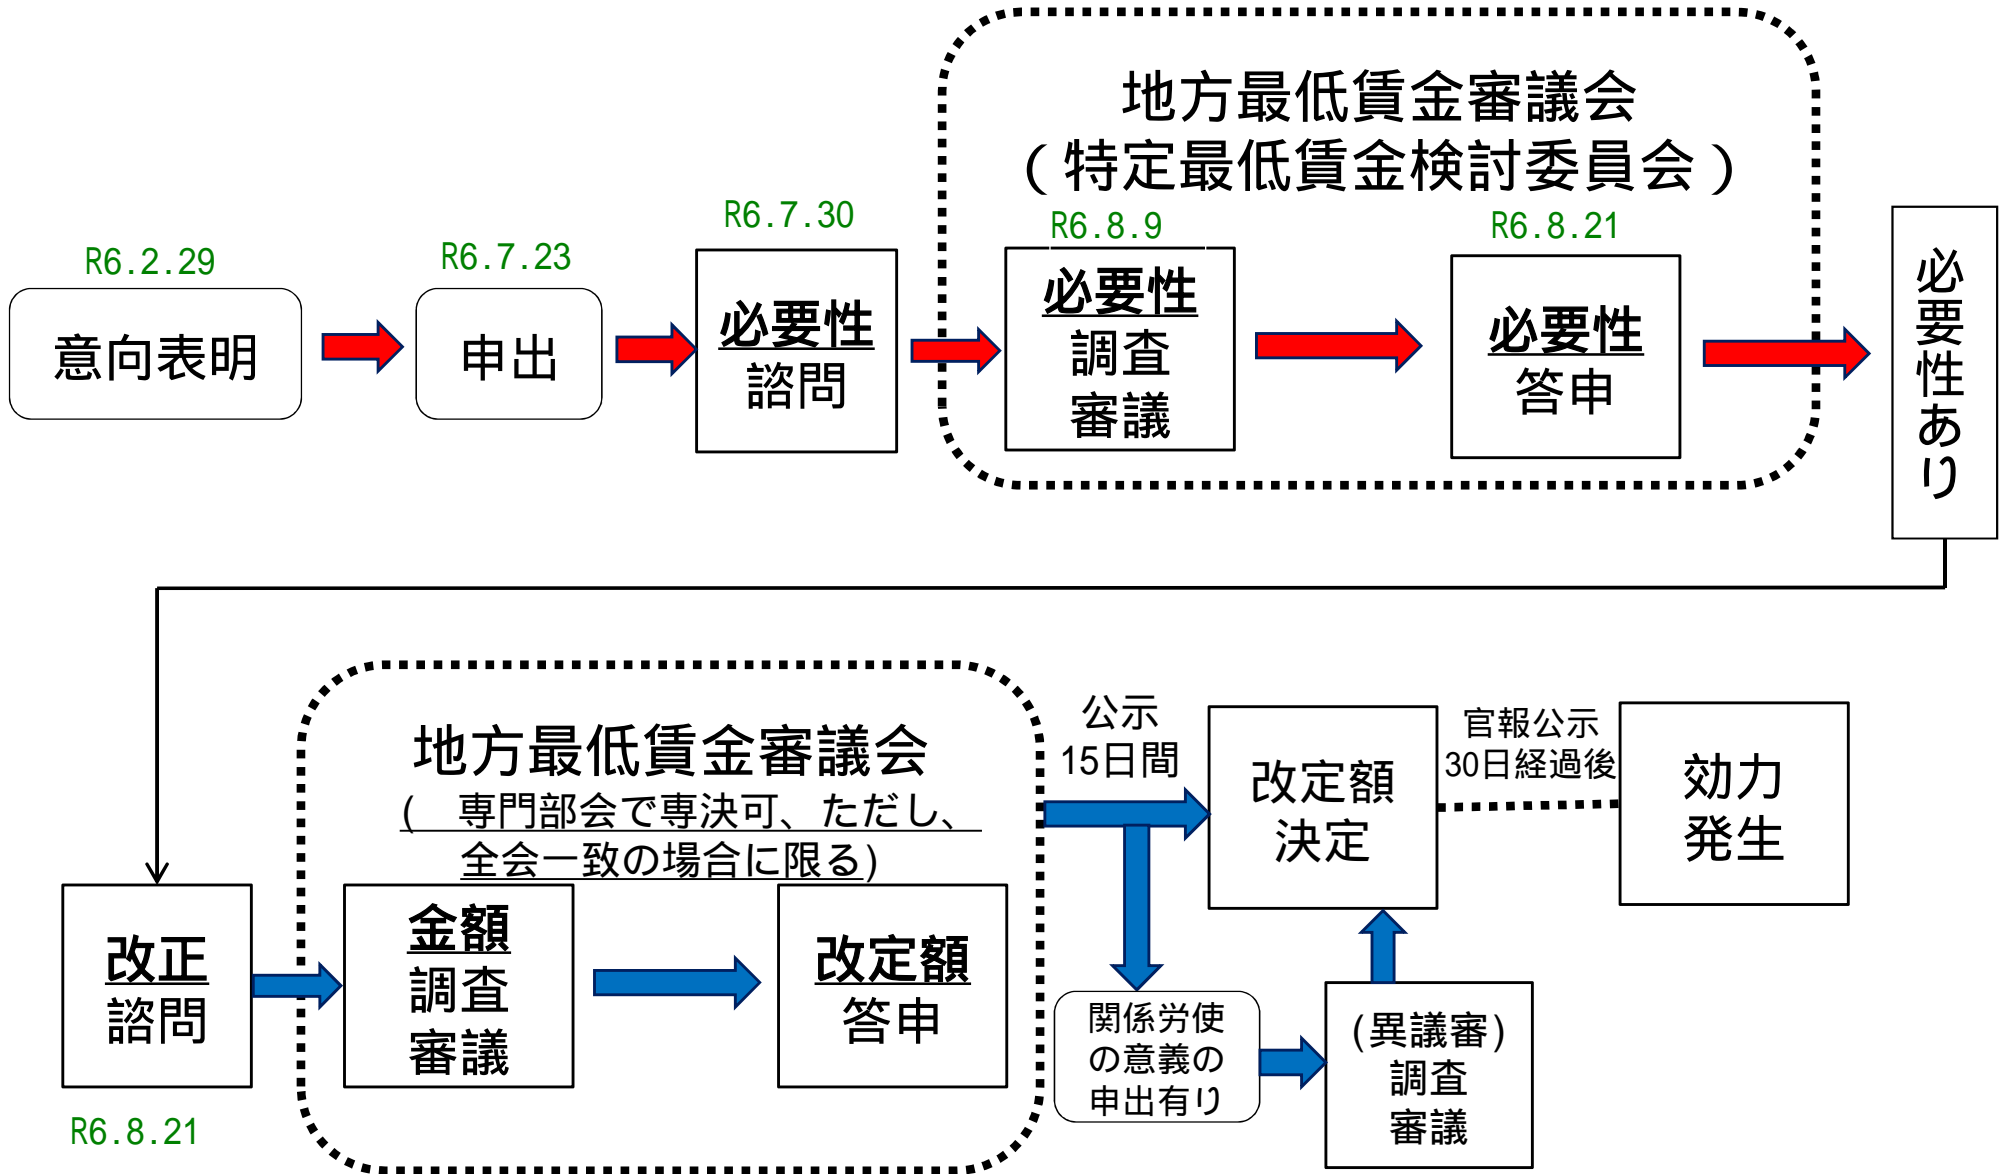 地方最低賃金審議会
（特定最低賃金検討委員会）
R6.2.29
意向表明
R6.7.23
申出
R6.7.30
必要性
諮問
R6.8.9
必要性
調査
審議
R6.8.21
必要性
答申
必要性あり
地方最低賃金審議会
(　専門部会で専決可、ただし、
全会一致の場合に限る)
改正
諮問
R6.8.21
金額
調査
審議
改定額
答申
公示
15日間
改定額
決定
官報公示
30日経過後
効力
発生
関係労使
の意義の
申出有り
(異議審)
調査
審議